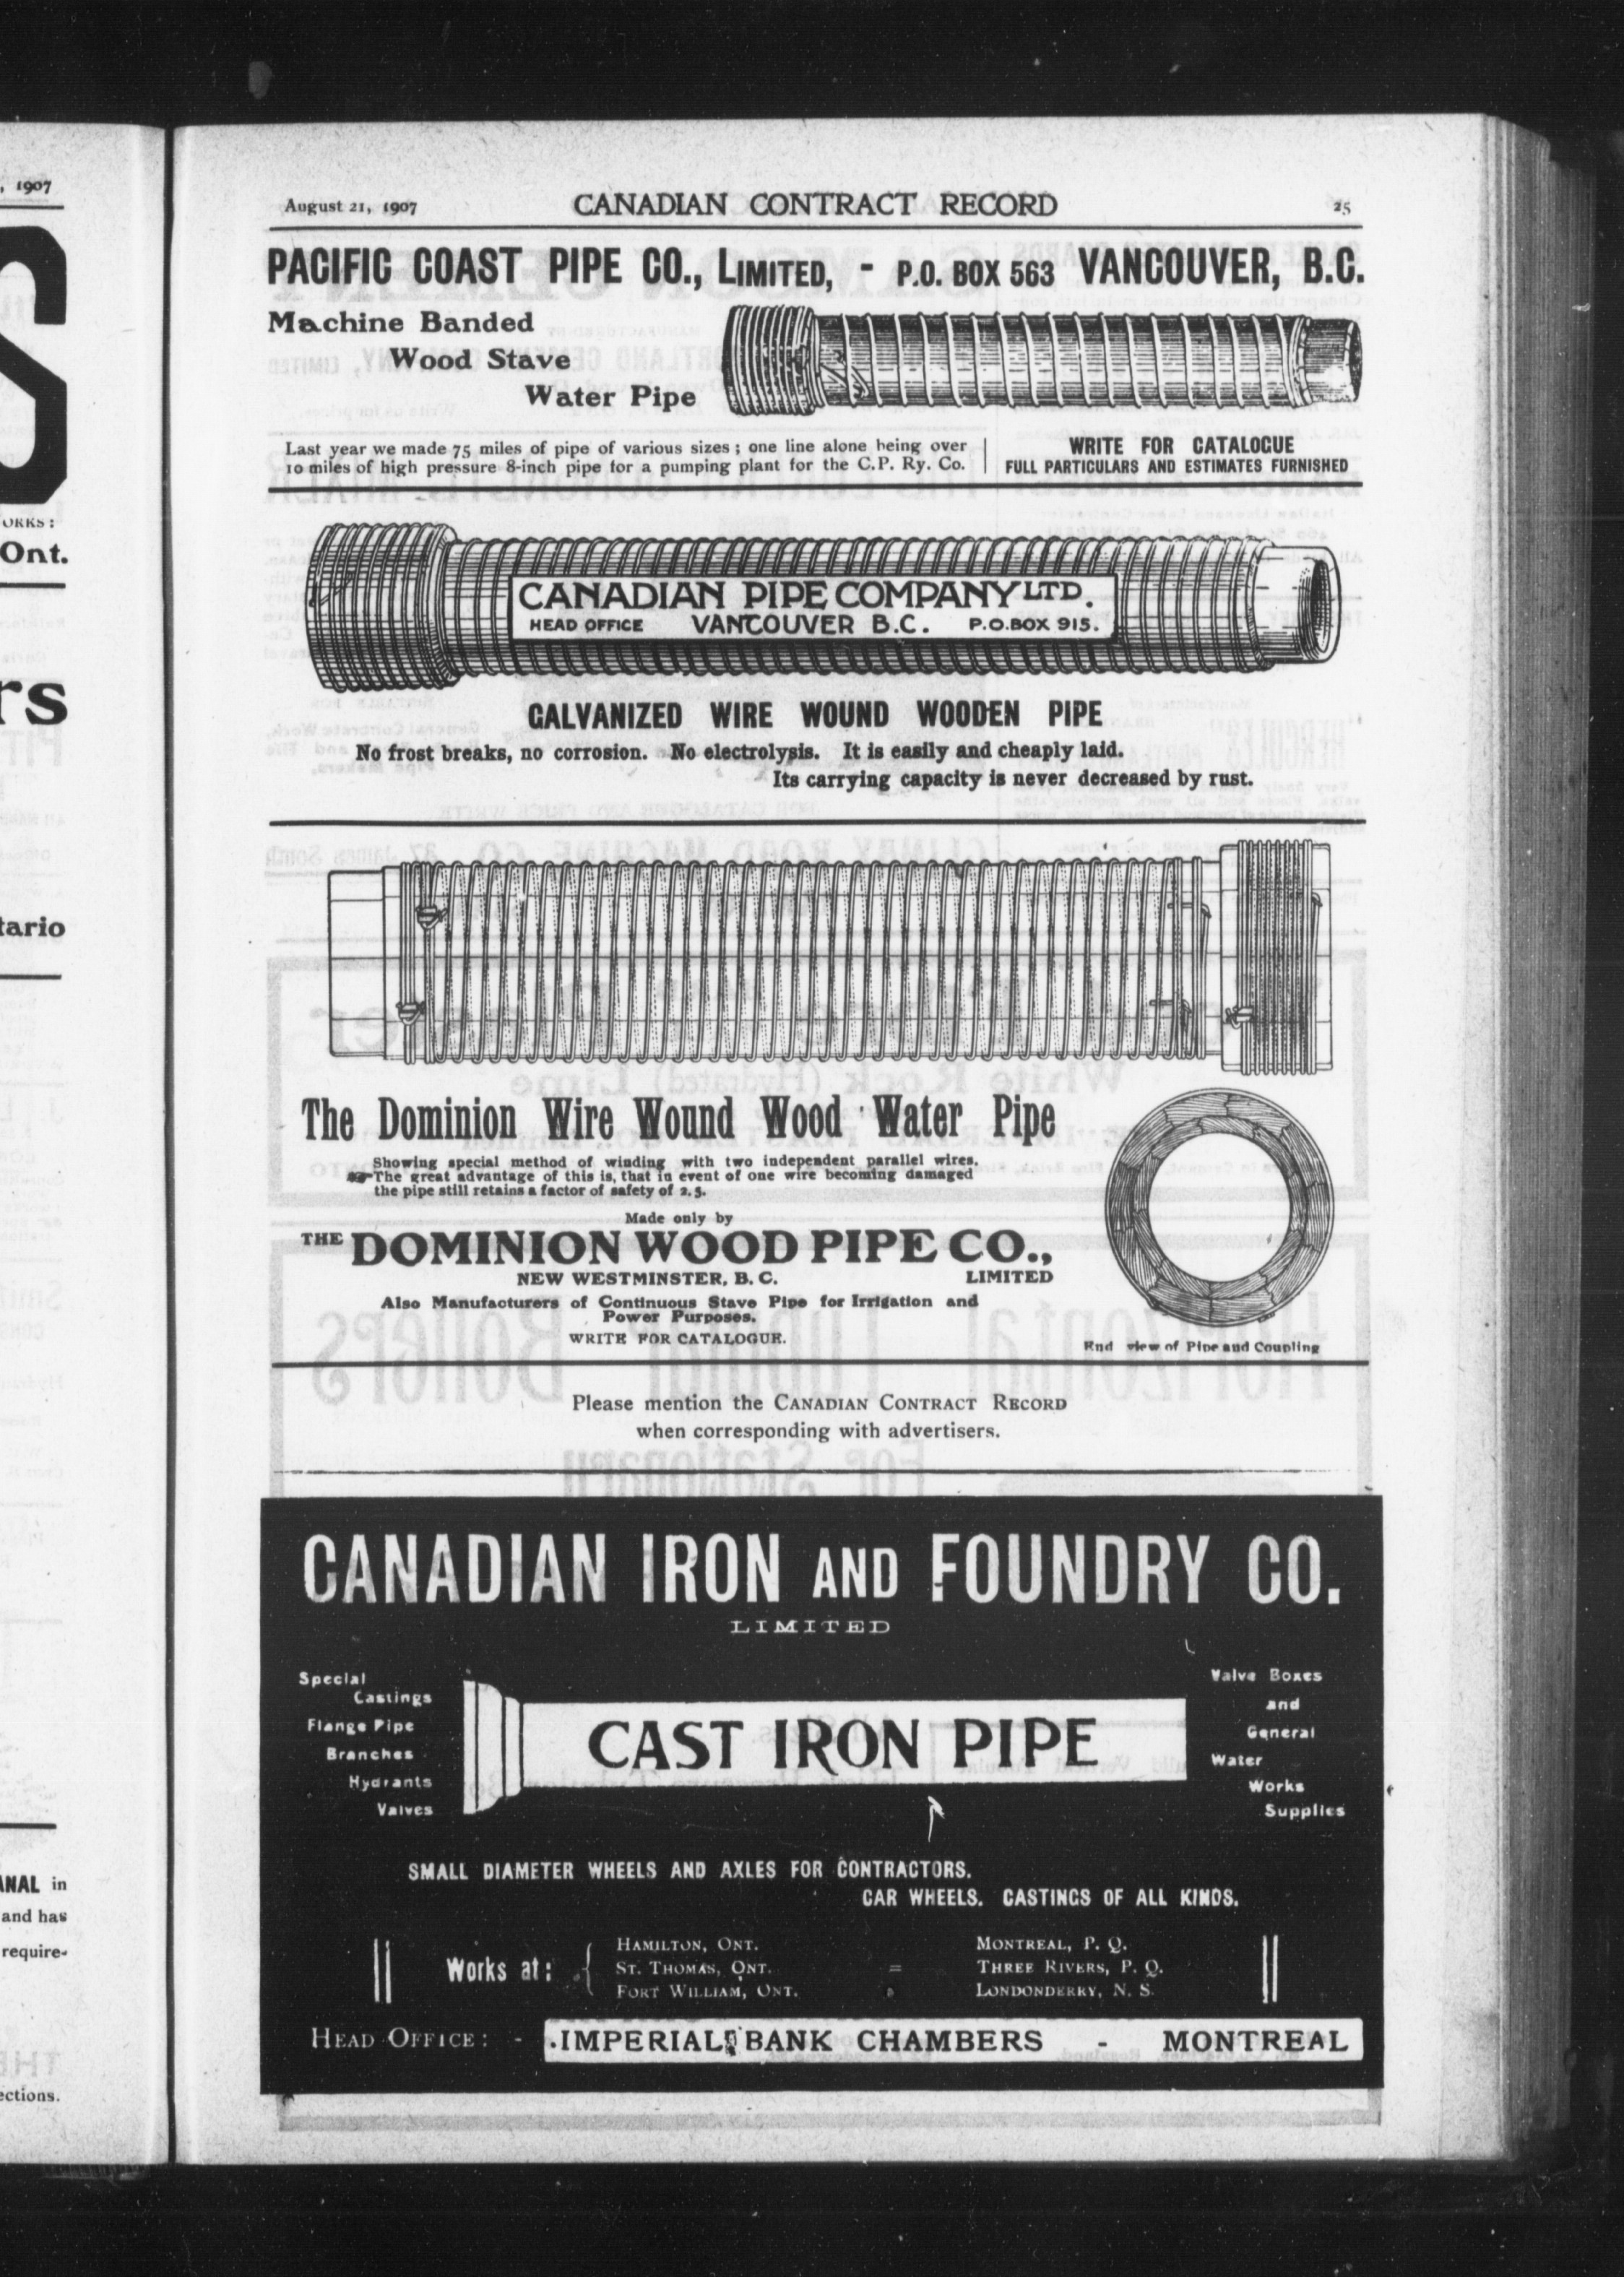 , 1907
ORKS:
Ont.
rs
tario
ANAL in
and has
require-
ections.
August 21, 1907 CANADIAN CONTRACT RECORD 25
PACIFIC COAST PIPE CO., LIMITED, - P.O. BOX 563 VANCOUVER, B.C.
Machine Banded
Wood Stave
Water Pipe
Last year we made 75 miles of pipe of various sizes; one line alone being over
10 miles of high pressure 8-inch pipe for a pumping plant for the C.P. Ry. Co.
WRITE FOR CATALOGUE
FULL PARTICULARS AND ESTIMATES FURNISHED
CANADIAN PIPE COMPANY LTD.
HEAD OFFICE VANCOUVER B.C. P.O.BOX 915.
GALVANIZED WIRE WOUND WOODEN PIPE
No frost breaks, no corrosion. No electrolysis. It is easily and cheaply laid.
Its carrying capacity is never decreased by rust.
The Dominion Wire Wound Wood Water Pipe
Showing special method of winding with two independent parallel wires.
The great advantage of this is, that in event of one wire becoming damaged
the pipe still retains a factor of safety of 2.5.
Made only by
THE DOMINION WOOD PIPE CO.,
NEW WESTMINSTER, B. C. LIMITED
Also Manufacturers of Continuous Stave Pipe for Irrigation and
Power Purposes.
WRITE FOR CATALOGUE.
End view of Pipe and Coupling
Please mention the CANADIAN CONTRACT RECORD
when corresponding with advertisers.
CANADIAN IRON AND FOUNDRY CO.
LIMITED
Special
Castings
Flange Pipe
Branches
Hydrants
Valves
CAST IRON PIPE
Valve Boxes
and
General
Water
Works
Supplies
SMALL DIAMETER WHEELS AND AXLES FOR CONTRACTORS.
CAR WHEELS. CASTINGS OF ALL KINDS.
Works at:
HAMILTON, ONT.
ST. THOMAS, ONT.
FORT WILLIAM, ONT.
MONTREAL, P. Q.
THREE RIVERS, P. Q.
LONDONDERRY, N. S.
HEAD OFFICE: - IMPERIAL BANK CHAMBERS - MONTREAL